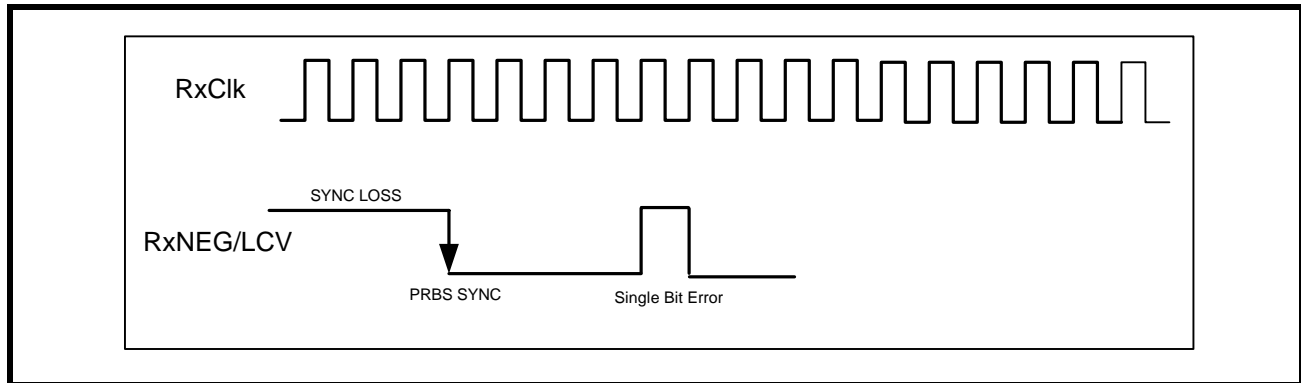 RxClk
SYNC LOSS
RxNEG/LCV
PRBS SYNC
Single Bit Error